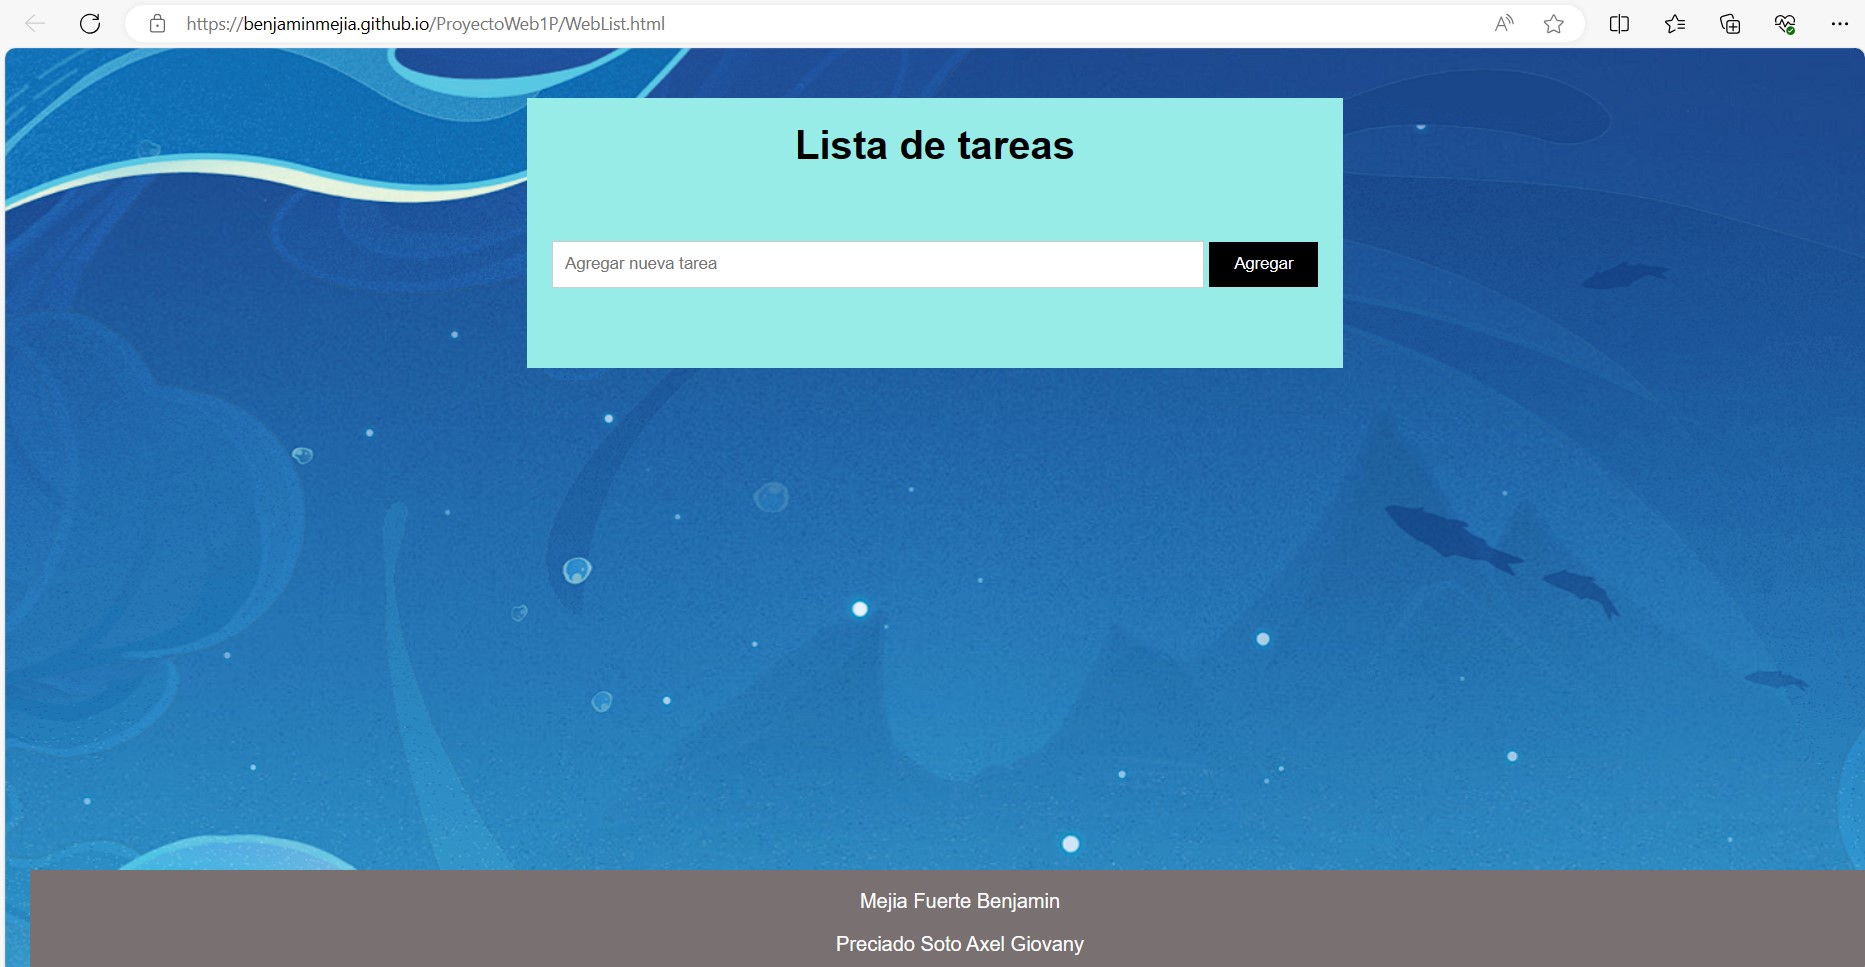 https://benjaminmejia.github.io/ProyectoWeb1P/WebList.html
Lista de tareas
Agregar nueva tarea
Agregar
Mejia Fuerte Benjamin
Preciado Soto Axel Giovany